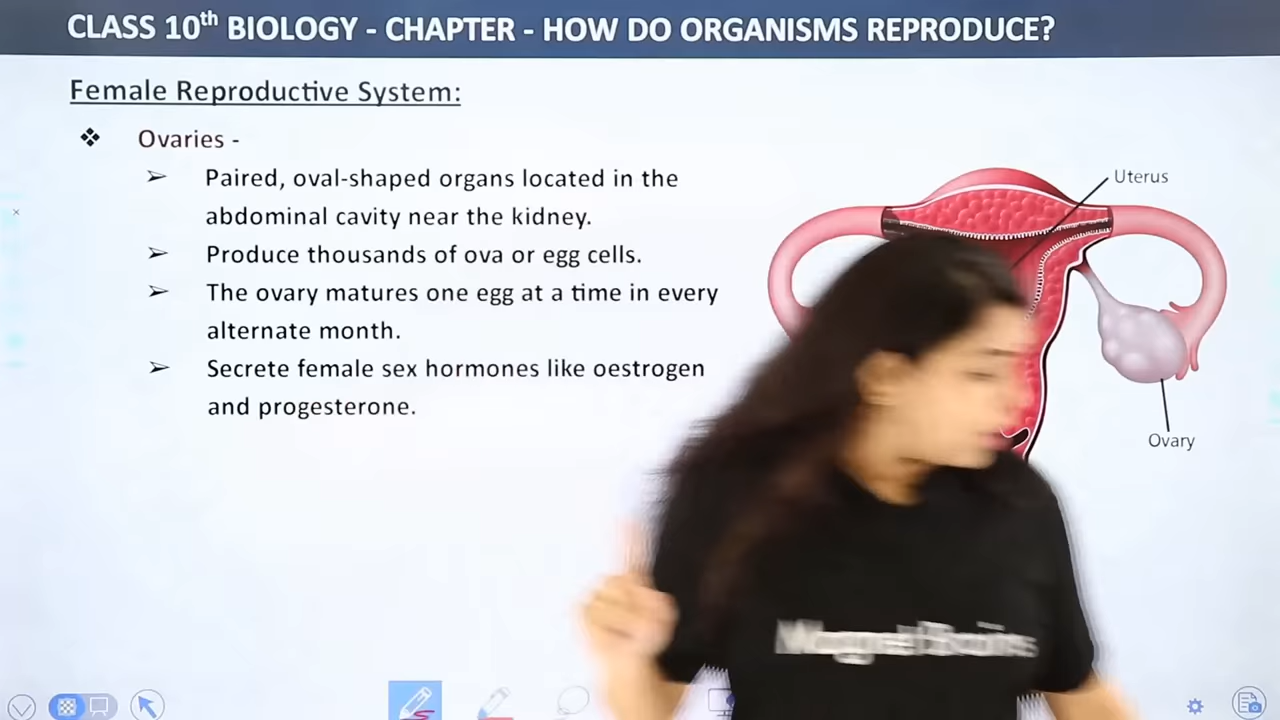 CLASS 10th BIOLOGY - CHAPTER - HOW DO ORGANISMS REPRODUCE?
Female Reproductive System:
Ovaries -
Paired, oval-shaped organs located in the
abdominal cavity near the kidney.
Produce thousands of ova or egg cells.
The ovary matures one egg at a time in every
alternate month.
Secrete female sex hormones like oestrogen
and progesterone.
Uterus
Ovary
Magnet Brains